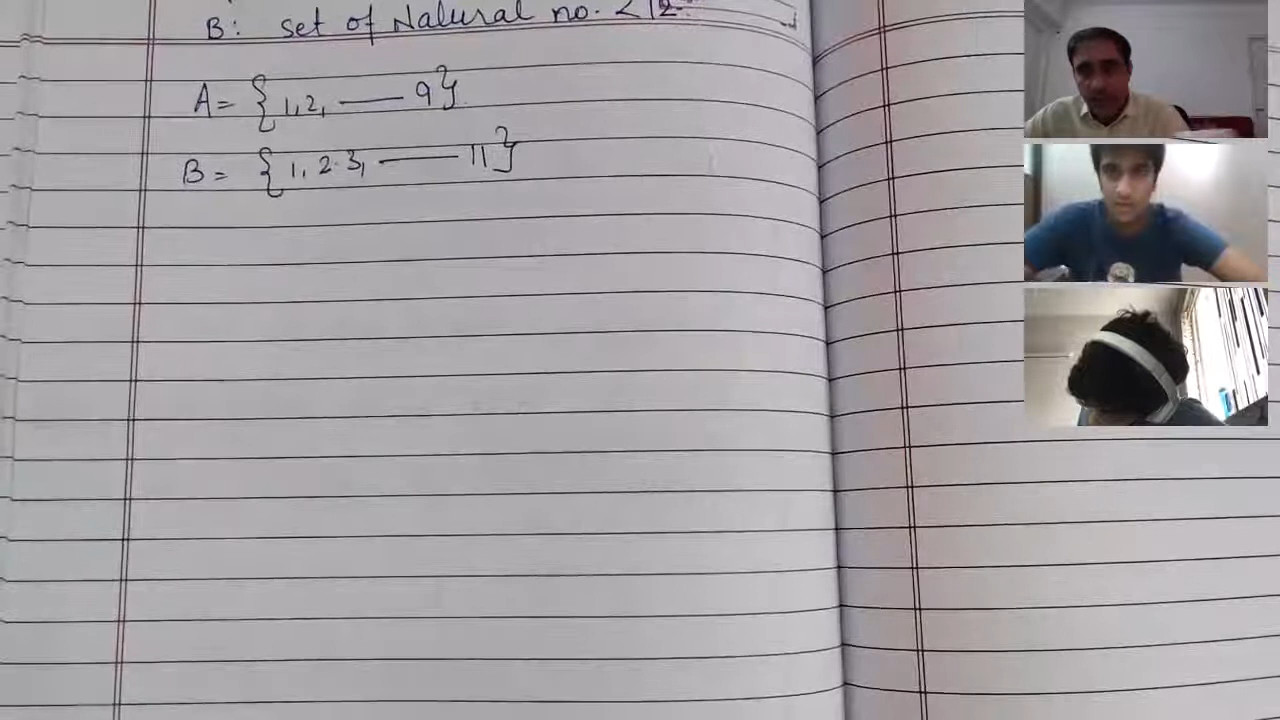 B: set of Natural no. < 12
A = { 1, 2, —— 9}
B = { 1, 2. 3, —— 11}